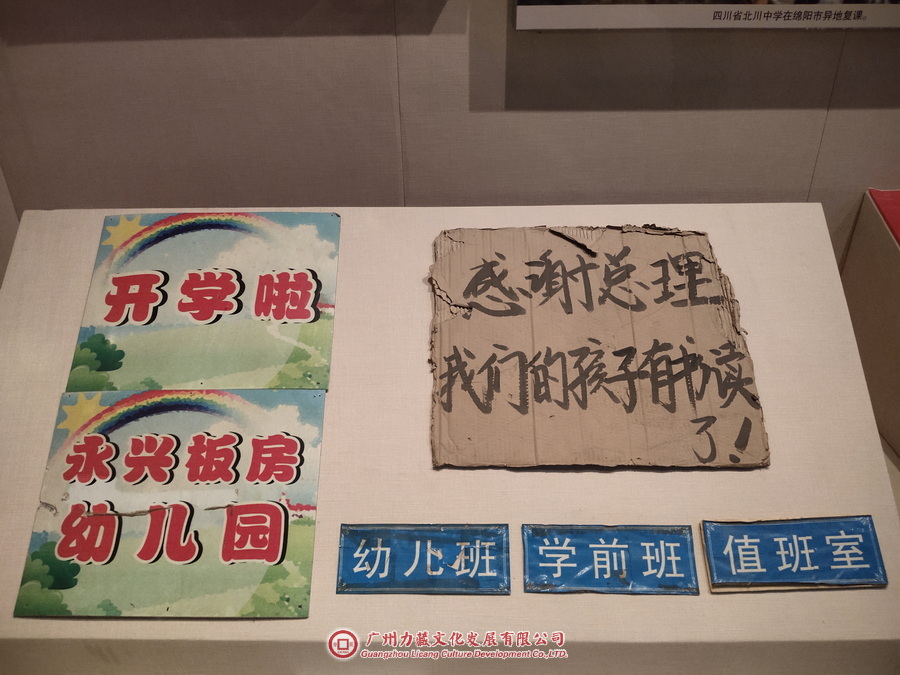 四川省北川中学在绵阳市异地复课。
开学啦
永兴板房
幼儿园
感谢总理
我们的孩子有书读
了!
幼儿班
学前班
值班室
广州力藏文化发展有限公司
Guangzhou Licang Culture Development Co.,LTD.